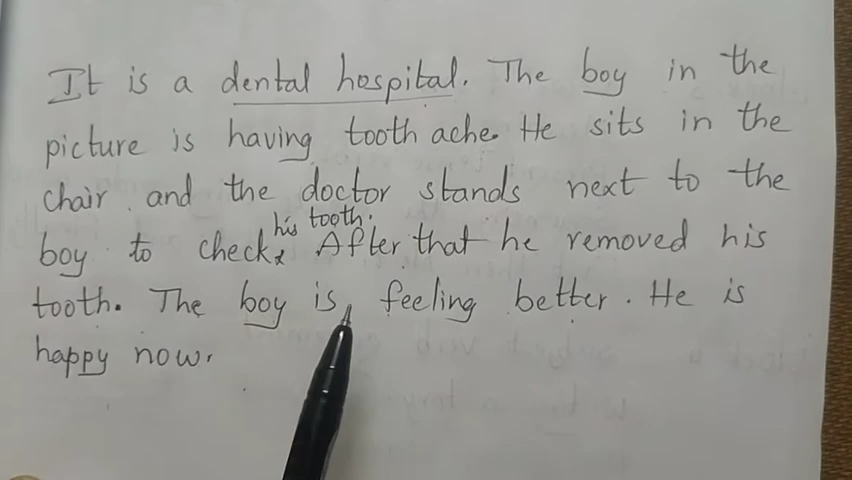 It is a dental hospital. The boy in the
picture is having tooth ache. He sits in the
chair and the doctor stands next to the
his tooth.
boy to check. After that he removed his
tooth. The boy is feeling better. He is
happy now.